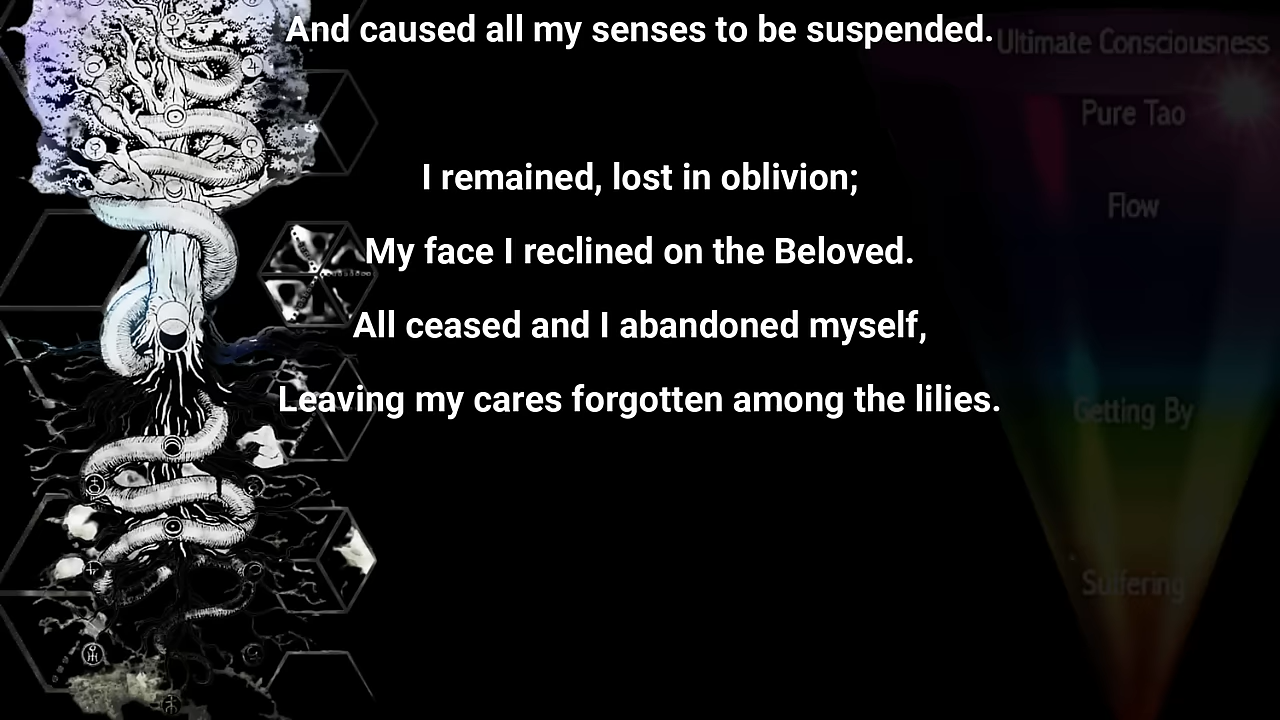 And caused all my senses to be suspended.
I remained, lost in oblivion;
My face I reclined on the Beloved.
All ceased and I abandoned myself,
Leaving my cares forgotten among the lilies.
Ultimate Consciousness
Pure Tao
Flow
Getting By
Suffering